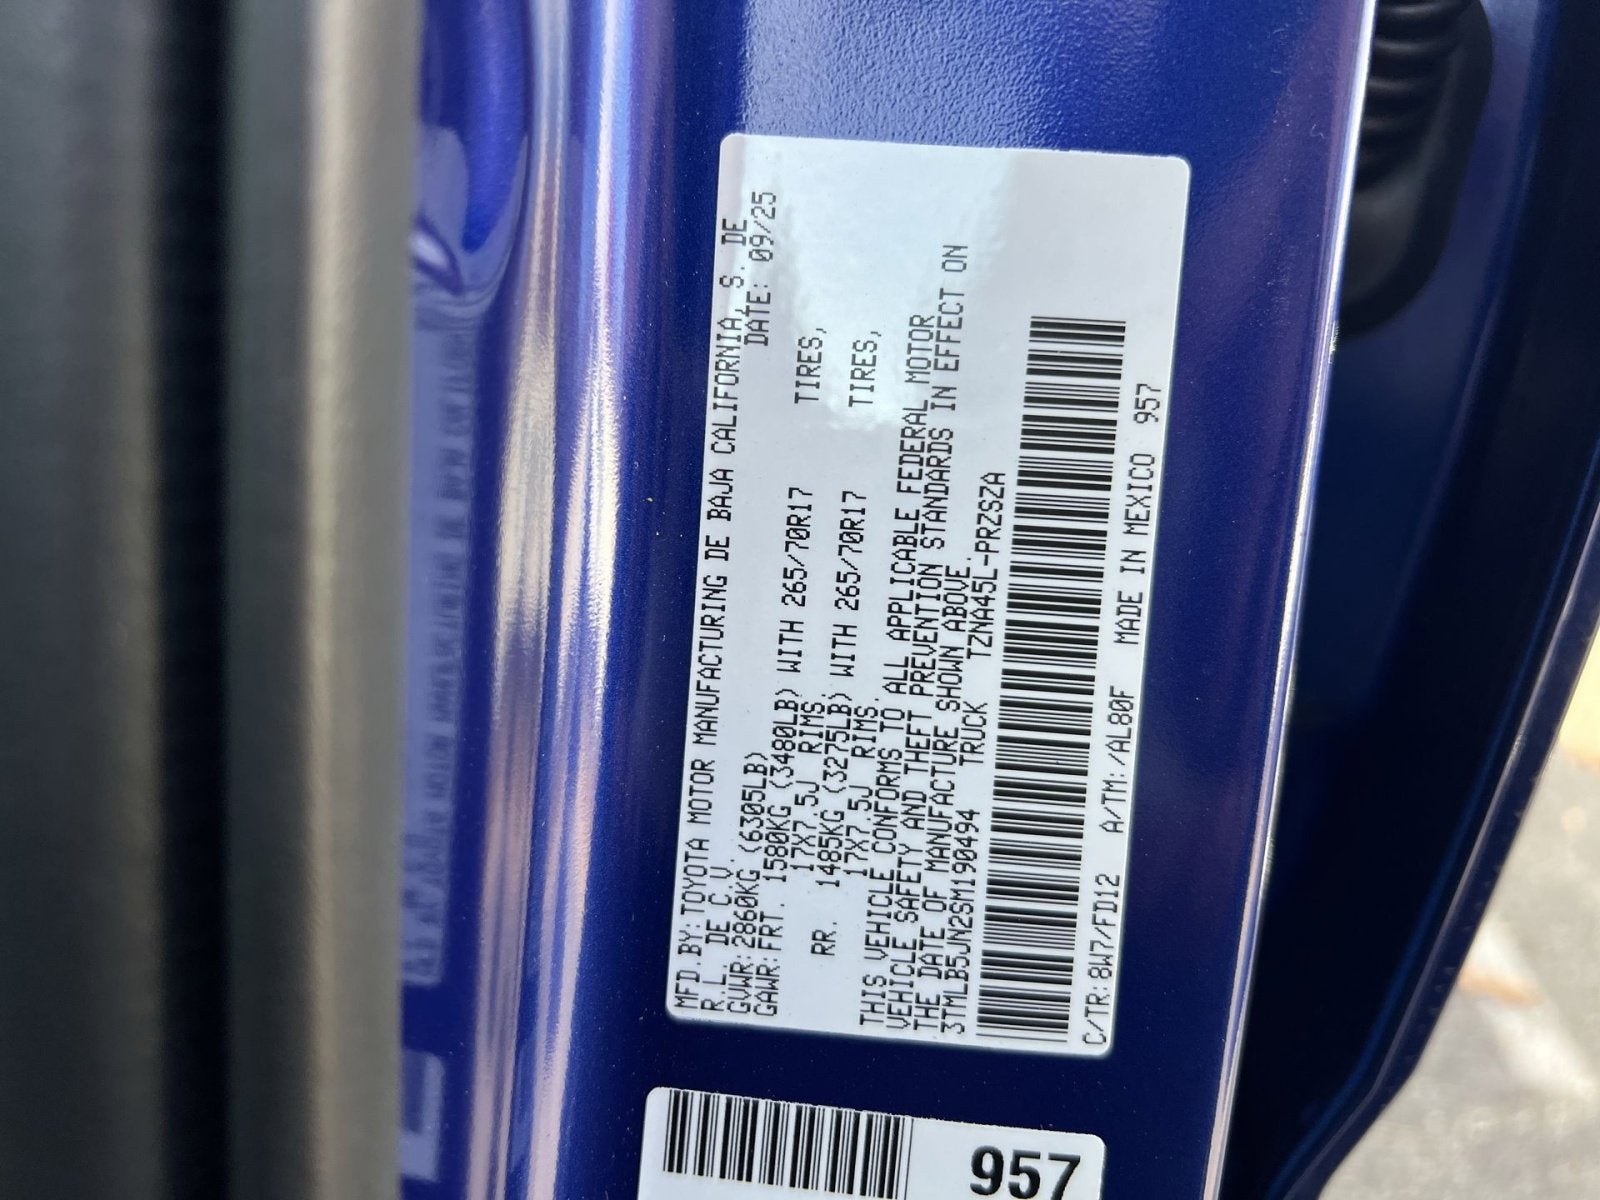 MFD BY:TOYOTA MOTOR MANUFACTURING DE BAJA CALIFORNIA, S. DE
R.L. DE C.V. DATE: 09/25
GVWR:2860KG (6305LB)
GAWR:FRT. 1580KG (3480LB) WITH 265/70R17 TIRES,
17X7.5J RIMS,
RR. 1485KG (3275LB) WITH 265/70R17 TIRES,
17X7.5J RIMS.
THIS VEHICLE CONFORMS TO ALL APPLICABLE FEDERAL MOTOR
VEHICLE SAFETY AND THEFT PREVENTION STANDARDS IN EFFECT ON
THE DATE OF MANUFACTURE SHOWN ABOVE.
3TMLB5JN2SM190494 TRUCK TZNA45L-PRZSZA
C/TR:8W7/FD12 A/TM:/AL80F MADE IN MEXICO 957
957